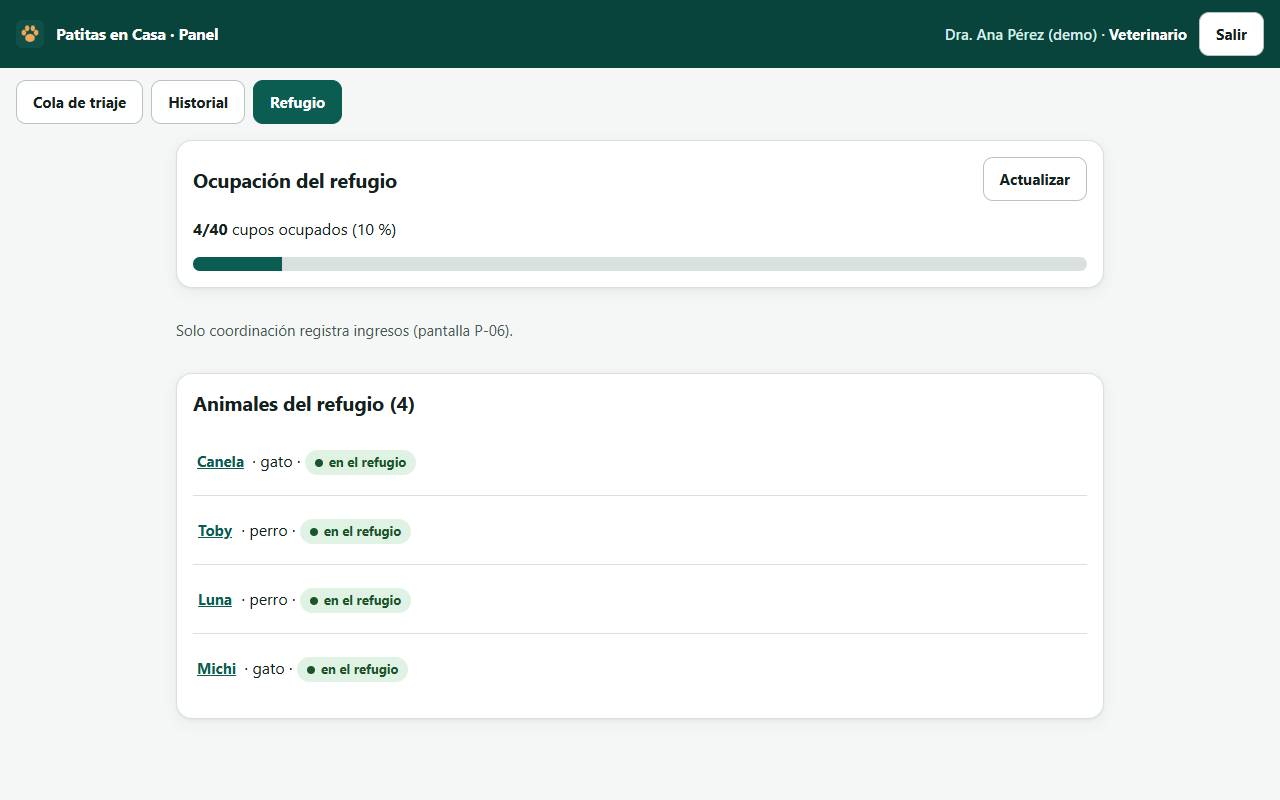 Patitas en Casa · Panel
Dra. Ana Pérez (demo) · Veterinario
Salir
Cola de triaje
Historial
Refugio
Ocupación del refugio
Actualizar
4/40 cupos ocupados (10 %)
Solo coordinación registra ingresos (pantalla P-06).
Animales del refugio (4)
Canela · gato · en el refugio
Toby · perro · en el refugio
Luna · perro · en el refugio
Michi · gato · en el refugio